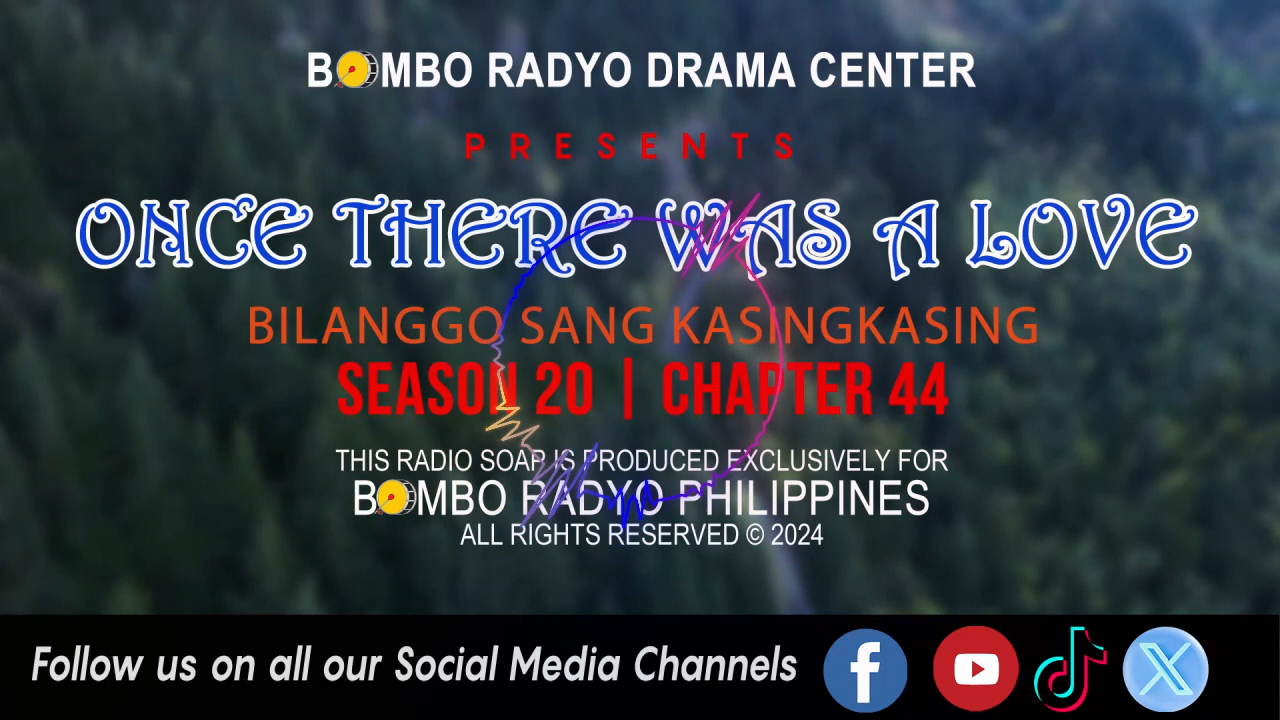 BOMBO RADYO DRAMA CENTER
PRESENTS
ONCE THERE WAS A LOVE
BILANGGO SANG KASINGKASING
SEASON 20 | CHAPTER 44
THIS RADIO SOAP IS PRODUCED EXCLUSIVELY FOR
BOMBO RADYO PHILIPPINES
ALL RIGHTS RESERVED © 2024
Follow us on all our Social Media Channels